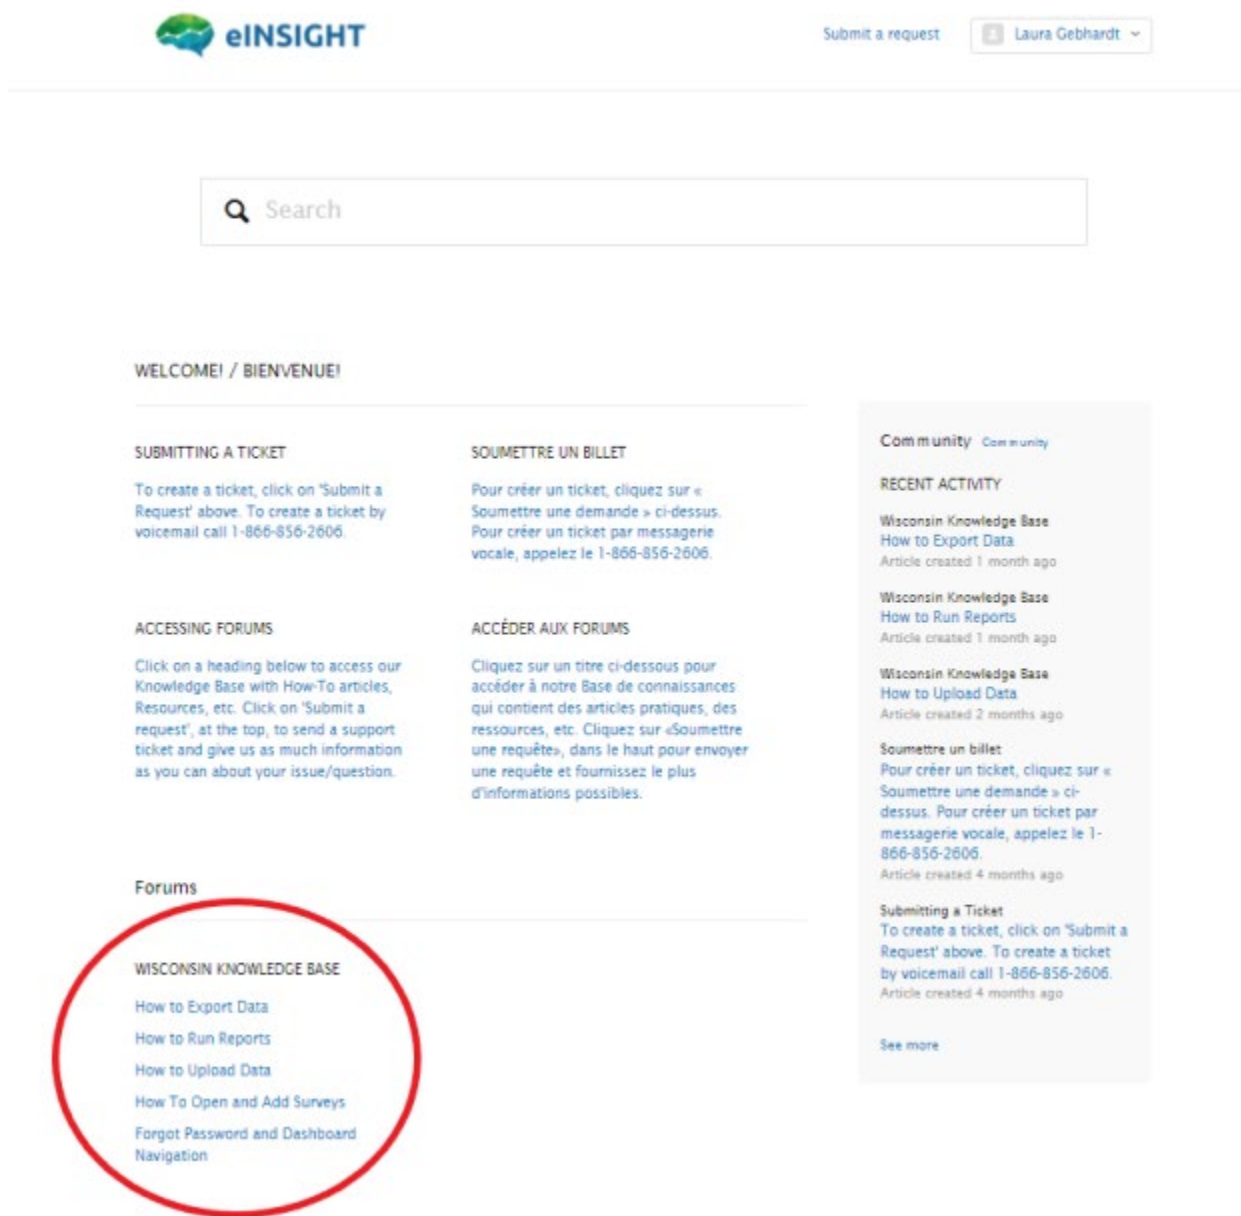 eINSIGHT
Submit a request
Laura Gebhardt
Search
WELCOME! / BIENVENUE!
SUBMITTING A TICKET
To create a ticket, click on 'Submit a
Request' above. To create a ticket by
voicemail call 1-866-856-2606.
SOUMETTRE UN BILLET
Pour créer un ticket, cliquez sur «
Soumettre une demande » ci-dessus.
Pour créer un ticket par messagerie
vocale, appelez le 1-866-856-2606.
ACCESSING FORUMS
Click on a heading below to access our
Knowledge Base with How-To articles,
Resources, etc. Click on 'Submit a
request', at the top, to send a support
ticket and give us as much information
as you can about your issue/question.
ACCÉDER AUX FORUMS
Cliquez sur un titre ci-dessous pour
accéder à notre Base de connaissances
qui contient des articles pratiques, des
ressources, etc. Cliquez sur «Soumettre
une requête», dans le haut pour envoyer
une requête et fournissez le plus
d'informations possibles.
Forums
WISCONSIN KNOWLEDGE BASE
How to Export Data
How to Run Reports
How to Upload Data
How To Open and Add Surveys
Forgot Password and Dashboard
Navigation
Community Community
RECENT ACTIVITY
Wisconsin Knowledge Base
How to Export Data
Article created 1 month ago
Wisconsin Knowledge Base
How to Run Reports
Article created 1 month ago
Wisconsin Knowledge Base
How to Upload Data
Article created 2 months ago
Soumettre un billet
Pour créer un ticket, cliquez sur «
Soumettre une demande » ci-
dessus. Pour créer un ticket par
messagerie vocale, appelez le 1-
866-856-2606.
Article created 4 months ago
Submitting a Ticket
To create a ticket, click on 'Submit a
Request' above. To create a ticket
by voicemail call 1-866-856-2606.
Article created 4 months ago
See more